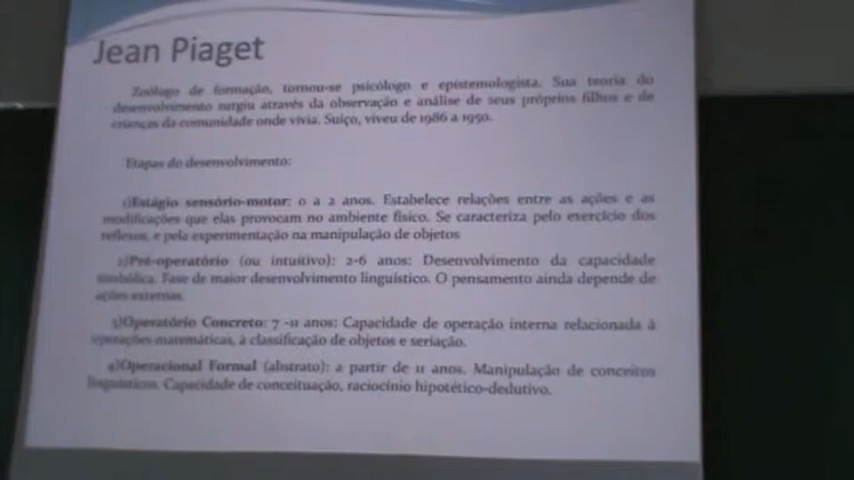 Jean Piaget
Zoólogo de formação, tornou-se psicólogo e epistemologista. Sua teoria do
desenvolvimento surgiu através da observação e análise de seus próprios filhos e de
crianças da comunidade onde vivia. Suíço, viveu de 1986 a 1950.
Etapas do desenvolvimento:
1)Estágio sensório-motor: 0 a 2 anos. Estabelece relações entre as ações e as
modificações que elas provocam no ambiente físico. Se caracteriza pelo exercício dos
reflexos, e pela experimentação na manipulação de objetos
2)Pré-operatório (ou intuitivo): 2-6 anos: Desenvolvimento da capacidade
simbólica. Fase de maior desenvolvimento linguístico. O pensamento ainda depende de
ações externas.
3)Operatório Concreto: 7 -11 anos: Capacidade de operação interna relacionada à
operações matemáticas, à classificação de objetos e seriação.
4)Operacional Formal (abstrato): a partir de 11 anos. Manipulação de conceitos
linguísticos. Capacidade de conceituação, raciocínio hipotético-dedutivo.